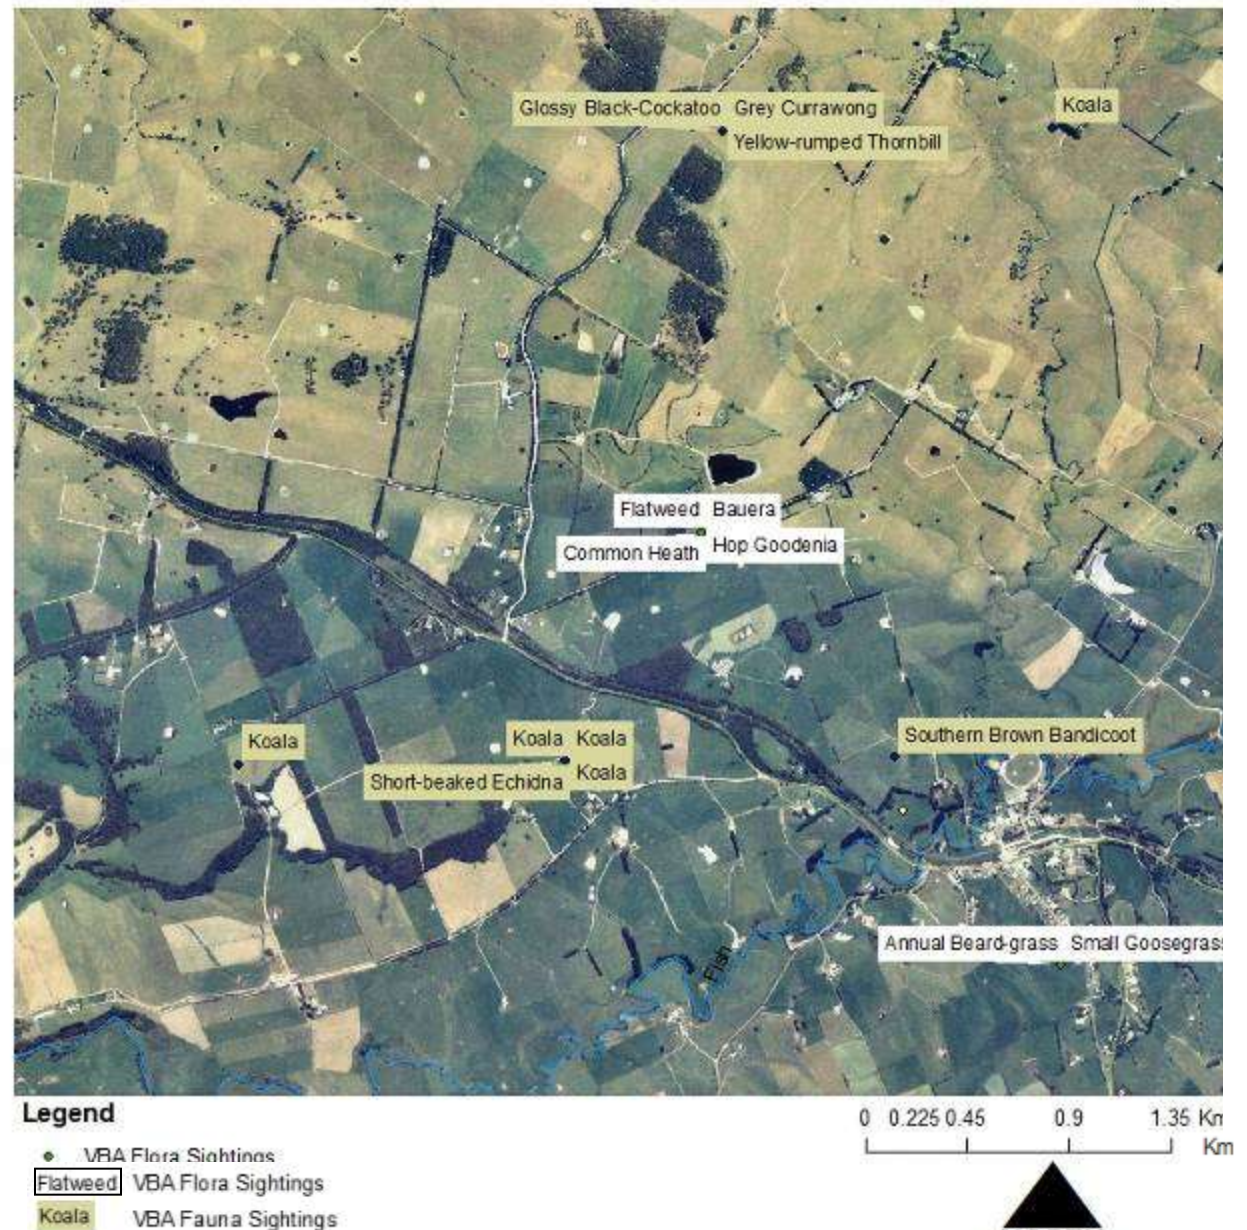 Glossy Black-Cockatoo Grey Currawong
Koala
Yellow-rumped Thornbill
Flatweed Bauera
Common Heath Hop Goodenia
Koala
Koala Koala
Short-beaked Echidna Koala
Southern Brown Bandicoot
Annual Beard-grass Small Goosegrass
Fish
Legend
0 0.225 0.45 0.9 1.35 Km
Km
VBA Flora Sightings
Flatweed VBA Flora Sightings
Koala VBA Fauna Sightings